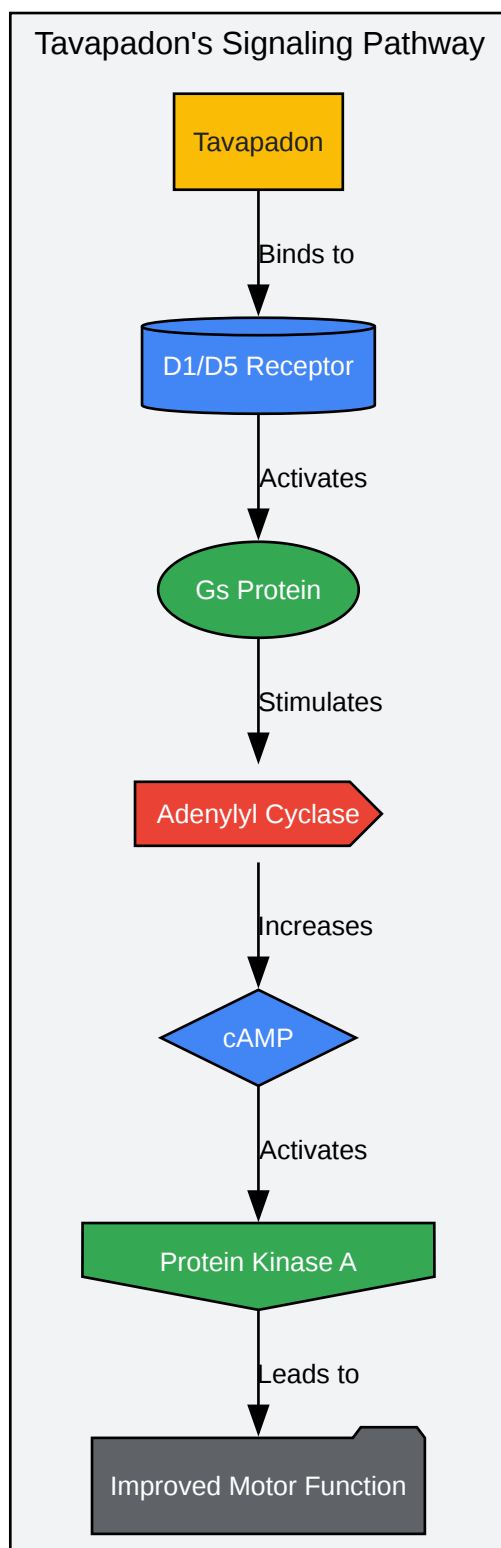 Tavapadon's Signaling Pathway
Tavapadon
Binds to
D1/D5 Receptor
Activates
Gs Protein
Stimulates
Adenylyl Cyclase
Increases
cAMP
Activates
Protein Kinase A
Leads to
Improved Motor Function